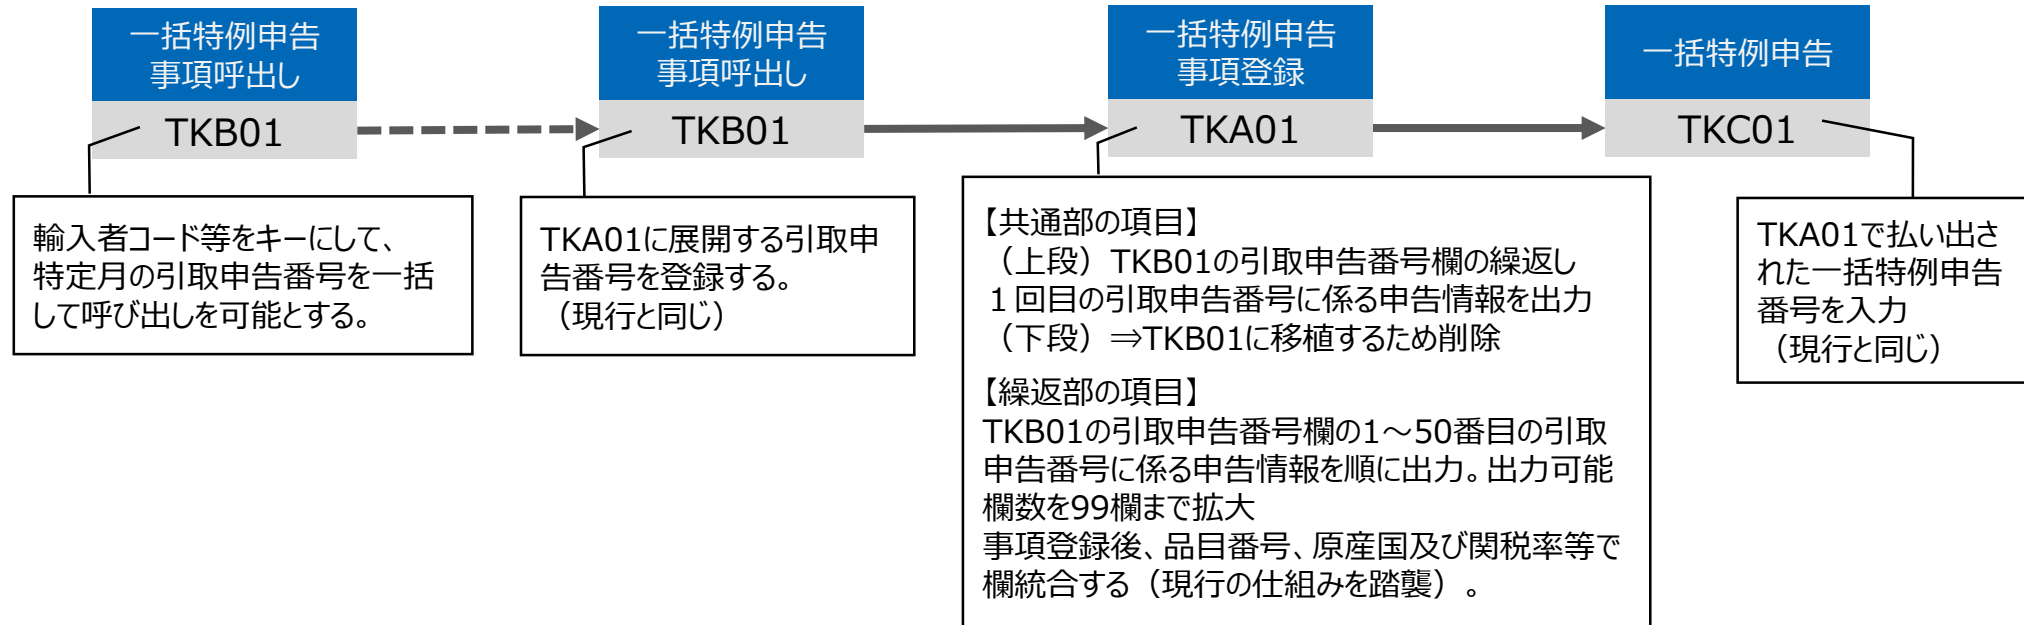 一括特例申告
事項呼出し
TKB01
一括特例申告
事項呼出し
TKB01
一括特例申告
事項登録
TKA01
一括特例申告
TKC01
輸入者コード等をキーにして、
特定月の引取申告番号を一括
して呼び出しを可能とする。
TKA01に展開する引取申
告番号を登録する。
（現行と同じ）
【共通部の項目】
（上段）TKB01の引取申告番号欄の繰返し
１回目の引取申告番号に係る申告情報を出力
（下段）⇒TKB01に移植するため削除
【繰返部の項目】
TKB01の引取申告番号欄の1～50番目の引取
申告番号に係る申告情報を順に出力。出力可能
欄数を99欄まで拡大
事項登録後、品目番号、原産国及び関税率等で
欄統合する（現行の仕組みを踏襲）。
TKA01で払い出さ
れた一括特例申告
番号を入力
（現行と同じ）